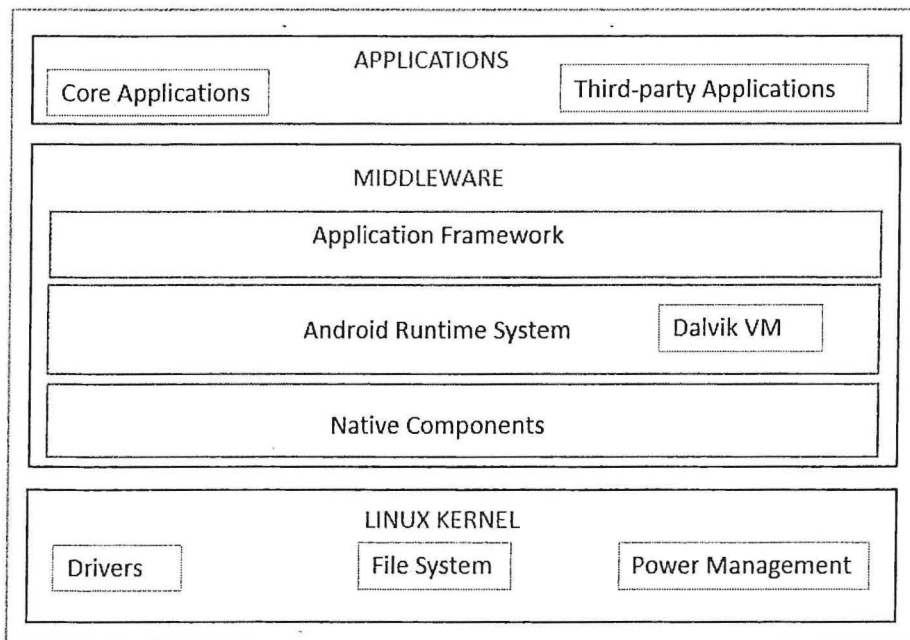 APPLICATIONS
Core Applications
Third-party Applications
MIDDLEWARE
Application Framework
Android Runtime System
Dalvik VM
Native Components
LINUX KERNEL
Drivers
File System
Power Management